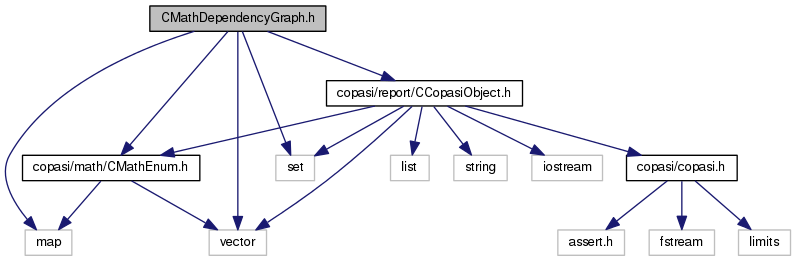 CMathDependencyGraph.h
copasi/report/CCopasiObject.h
copasi/math/CMathEnum.h
set
list
string
iostream
copasi/copasi.h
map
vector
assert.h
fstream
limits